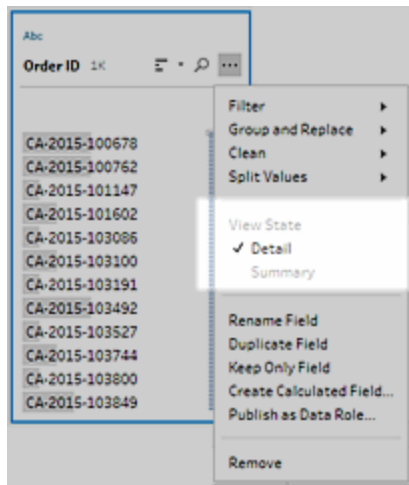 Abc
Order ID 1K
CA-2015-100678
CA-2015-100762
CA-2015-101147
CA-2015-101602
CA-2015-103086
CA-2015-103100
CA-2015-103191
CA-2015-103492
CA-2015-103527
CA-2015-103744
CA-2015-103800
CA-2015-103849
Filter
Group and Replace
Clean
Split Values
View State
✓ Detail
Summary
Rename Field
Duplicate Field
Keep Only Field
Create Calculated Field...
Publish as Data Role...
Remove